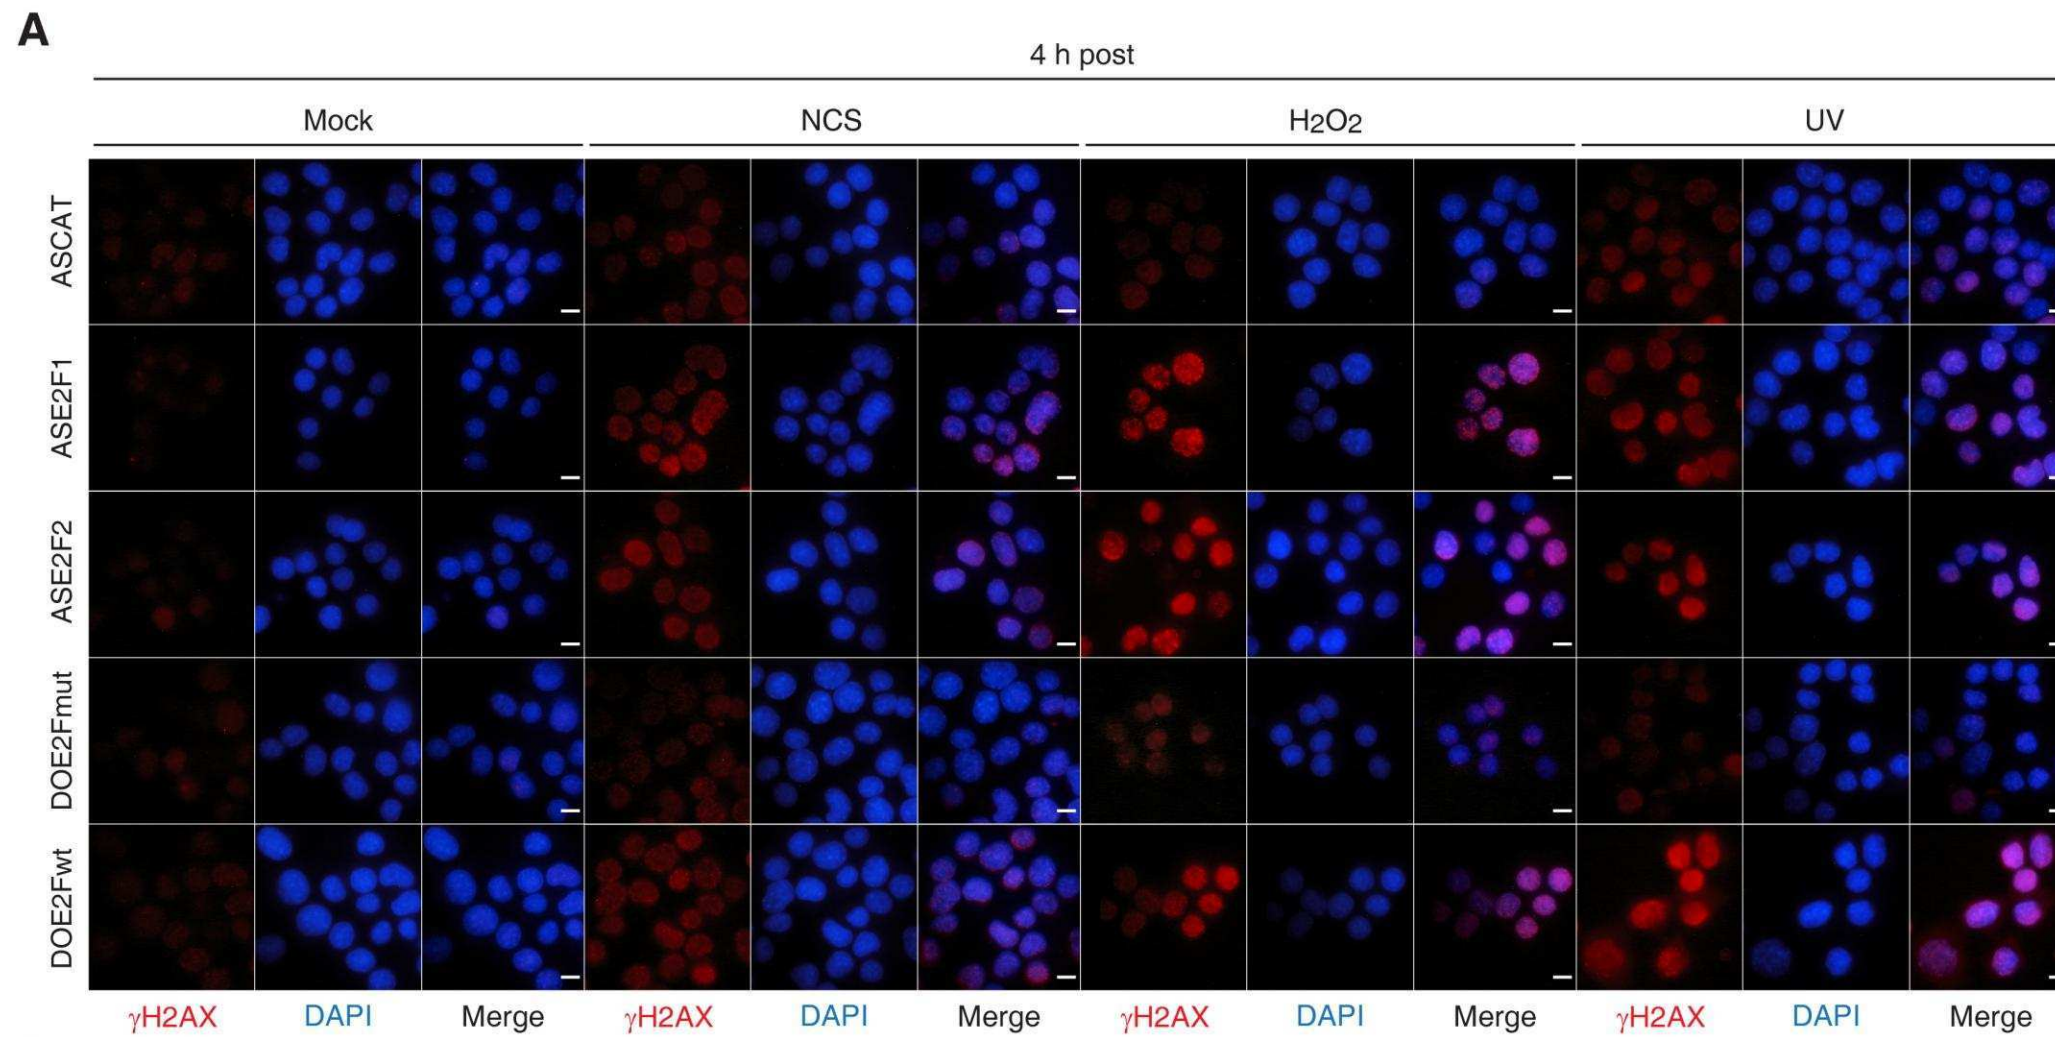 A
4 h post
Mock NCS H2O2 UV
ASCAT
ASE2F1
ASE2F2
DOE2Fmut
DOE2Fwt
γH2AX DAPI Merge γH2AX DAPI Merge γH2AX DAPI Merge γH2AX DAPI Merge